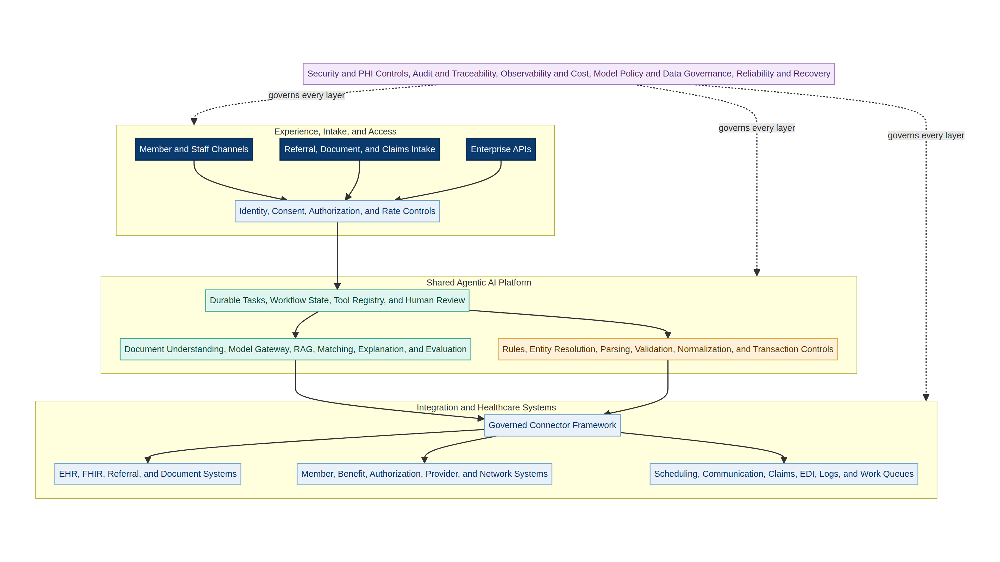 Security and PHI Controls, Audit and Traceability, Observability and Cost, Model Policy and Data Governance, Reliability and Recovery
governs every layer
governs every layer
governs every layer
Experience, Intake, and Access
Member and Staff Channels
Referral, Document, and Claims Intake
Enterprise APIs
Identity, Consent, Authorization, and Rate Controls
Shared Agentic AI Platform
Durable Tasks, Workflow State, Tool Registry, and Human Review
Document Understanding, Model Gateway, RAG, Matching, Explanation, and Evaluation
Rules, Entity Resolution, Parsing, Validation, Normalization, and Transaction Controls
Integration and Healthcare Systems
Governed Connector Framework
EHR, FHIR, Referral, and Document Systems
Member, Benefit, Authorization, Provider, and Network Systems
Scheduling, Communication, Claims, EDI, Logs, and Work Queues